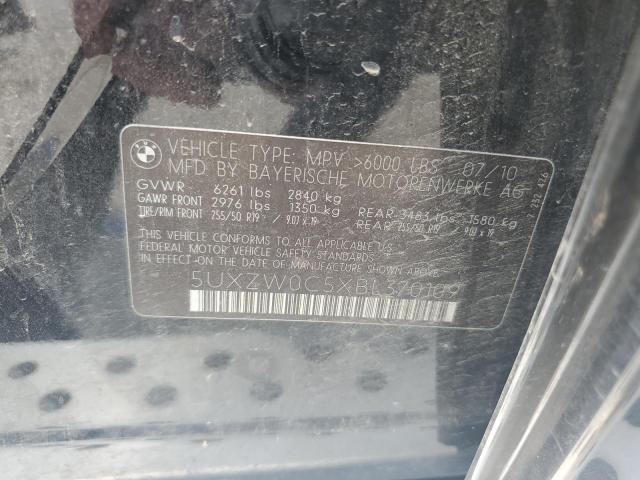 BMW
VEHICLE TYPE: MPV >6000 LBS 07/10
MFD BY BAYERISCHE MOTORENWERKE AG
GVWR 6261 lbs 2840 kg
GAWR FRONT 2976 lbs 1350 kg REAR 3483 lbs 1580 kg
TIRE/RIM FRONT 255/50 R19 9.0J x 19 REAR 255/50 R19 9.0J x 19
THIS VEHICLE CONFORMS TO ALL APPLICABLE U.S.
FEDERAL MOTOR VEHICLE SAFETY STANDARDS
IN EFFECT ON THE DATE OF MANUFACTURE SHOWN ABOVE.
5UXZW0C5XBL370109